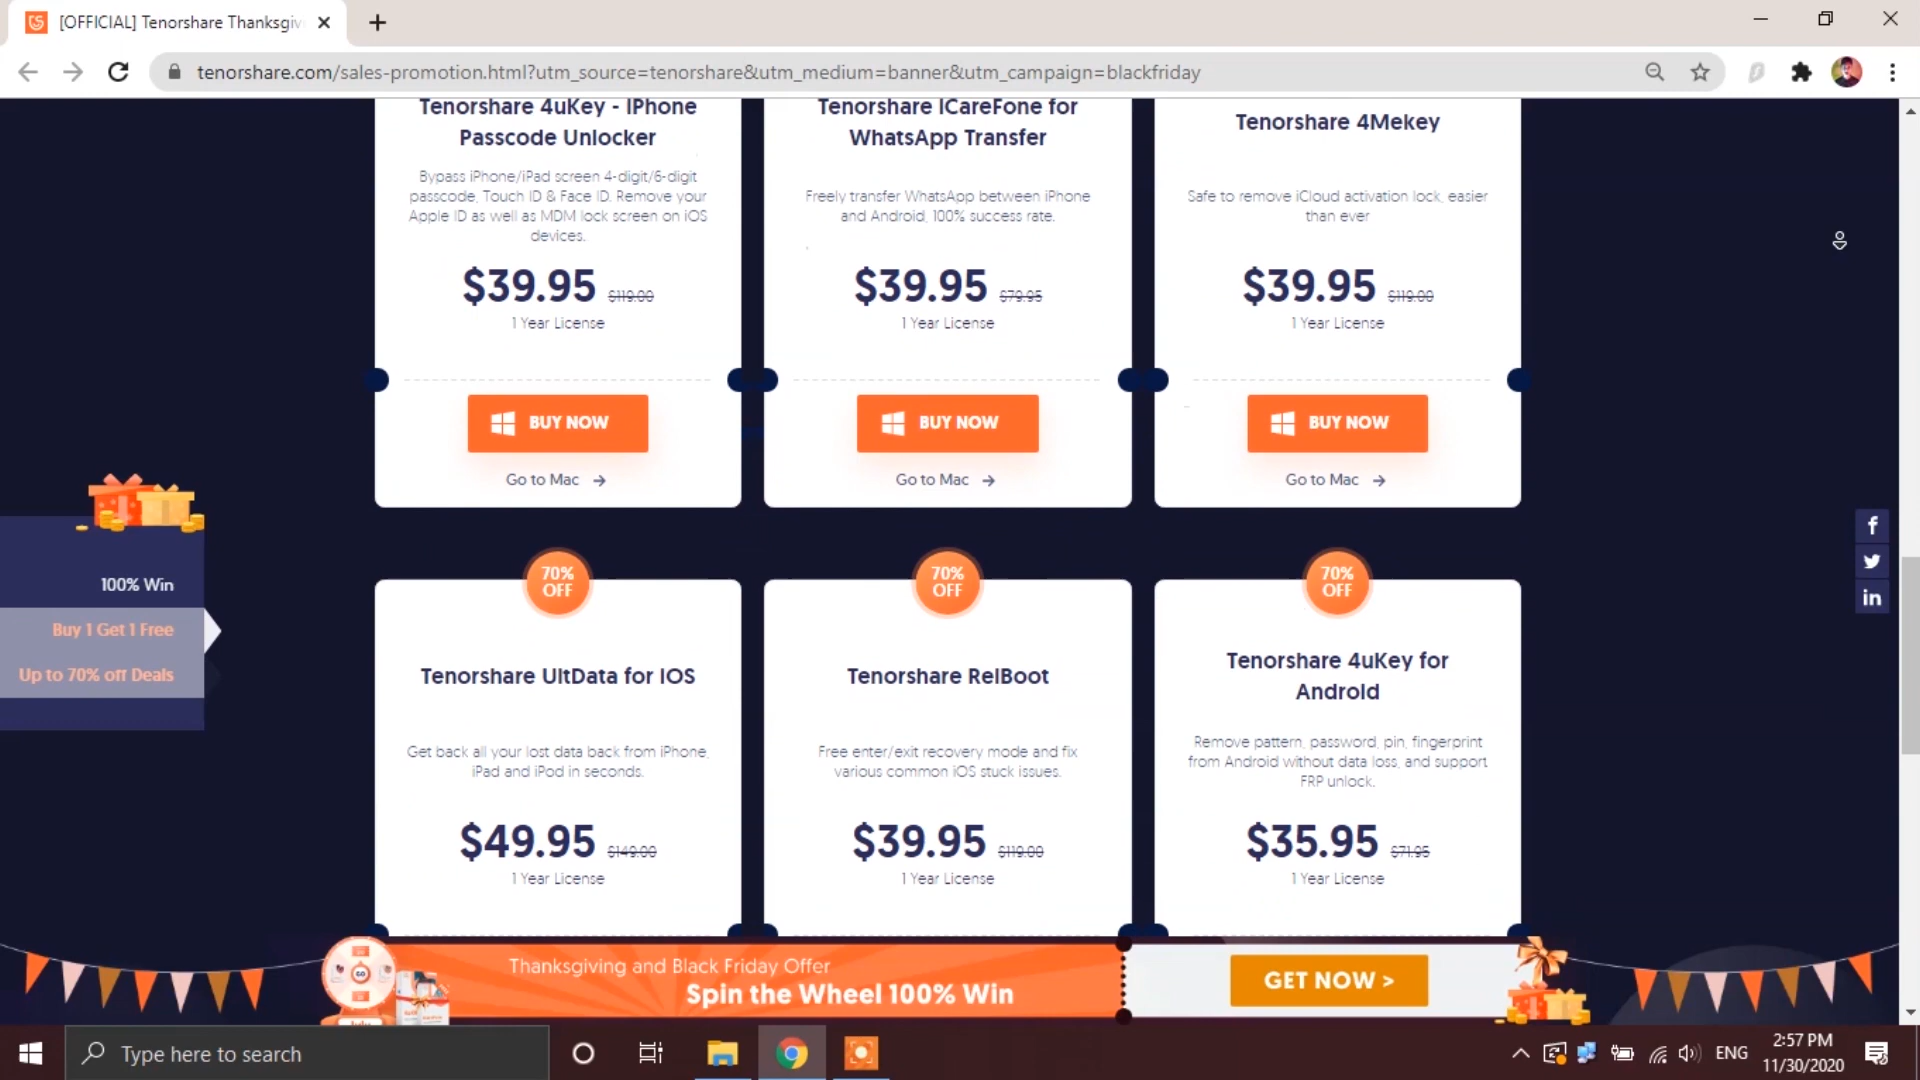 [OFFICIAL] Tenorshare Thanksgiv
tenorshare.com/sales-promotion.html?utm_source=tenorshare&utm_medium=banner&utm_campaign=blackfriday
Tenorshare 4uKey - iPhone
Passcode Unlocker
Bypass iPhone/iPad screen 4-digit/6-digit
passcode, Touch ID & Face ID. Remove your
Apple ID as well as MDM lock screen on iOS
devices.
$39.95 $119.00
1 Year License
BUY NOW
Go to Mac →
Tenorshare iCareFone for
WhatsApp Transfer
Freely transfer WhatsApp between iPhone
and Android, 100% success rate.
$39.95 $79.95
1 Year License
BUY NOW
Go to Mac →
Tenorshare 4Mekey
Safe to remove iCloud activation lock, easier
than ever
$39.95 $119.00
1 Year License
BUY NOW
Go to Mac →
100% Win
Buy 1 Get 1 Free
Up to 70% off Deals
f
in
70%
OFF
Tenorshare UltData for iOS
Get back all your lost data back from iPhone,
iPad and iPod in seconds.
$49.95 $149.00
1 Year License
70%
OFF
Tenorshare ReiBoot
Free enter/exit recovery mode and fix
various common iOS stuck issues.
$39.95 $119.00
1 Year License
70%
OFF
Tenorshare 4uKey for
Android
Remove pattern, password, pin, fingerprint
from Android without data loss, and support
FRP unlock.
$35.95 $71.95
1 Year License
GO
Thanksgiving and Black Friday Offer
Spin the Wheel 100% Win
GET NOW >
Type here to search
ENG
2:57 PM
11/30/2020